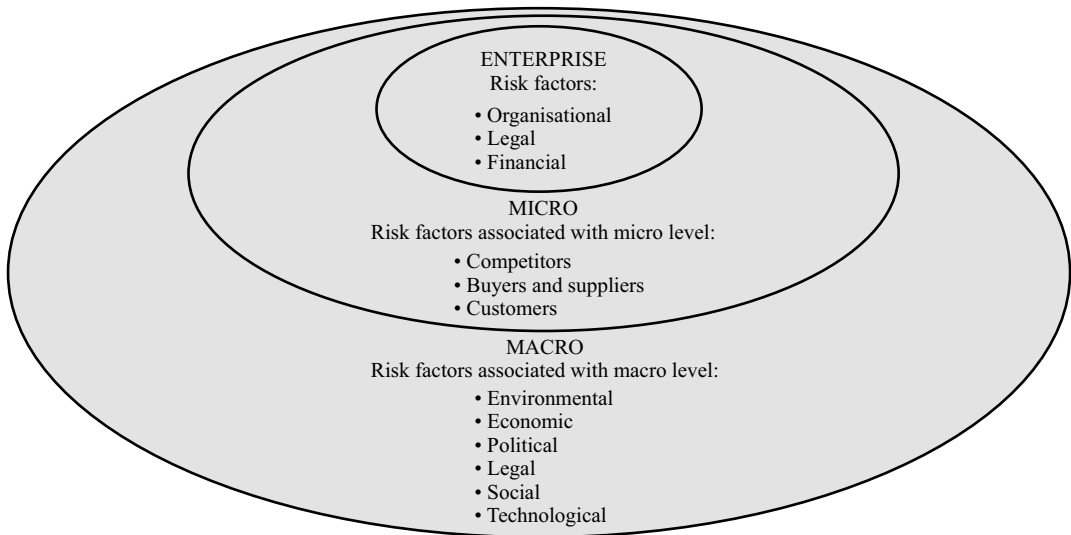 ENTERPRISE
Risk factors:
• Organisational
• Legal
• Financial
MICRO
Risk factors associated with micro level:
• Competitors
• Buyers and suppliers
• Customers
MACRO
Risk factors associated with macro level:
• Environmental
• Economic
• Political
• Legal
• Social
• Technological